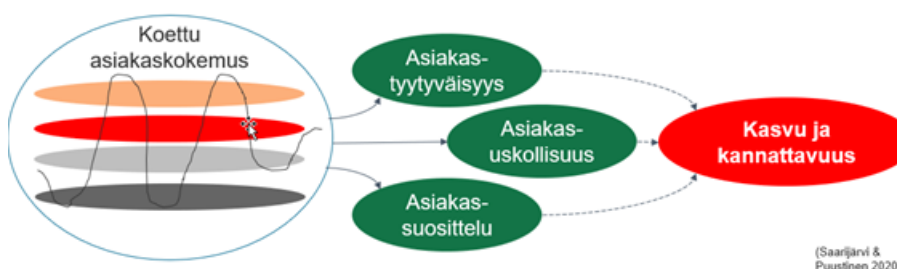 Koettu
asiakaskokemus
Asiakas-
tyytyväisyys
Asiakas-
uskollisuus
Asiakas-
suosittelu
Kasvu ja
kannattavuus
(Saarijärvi &
Puustinen 2020